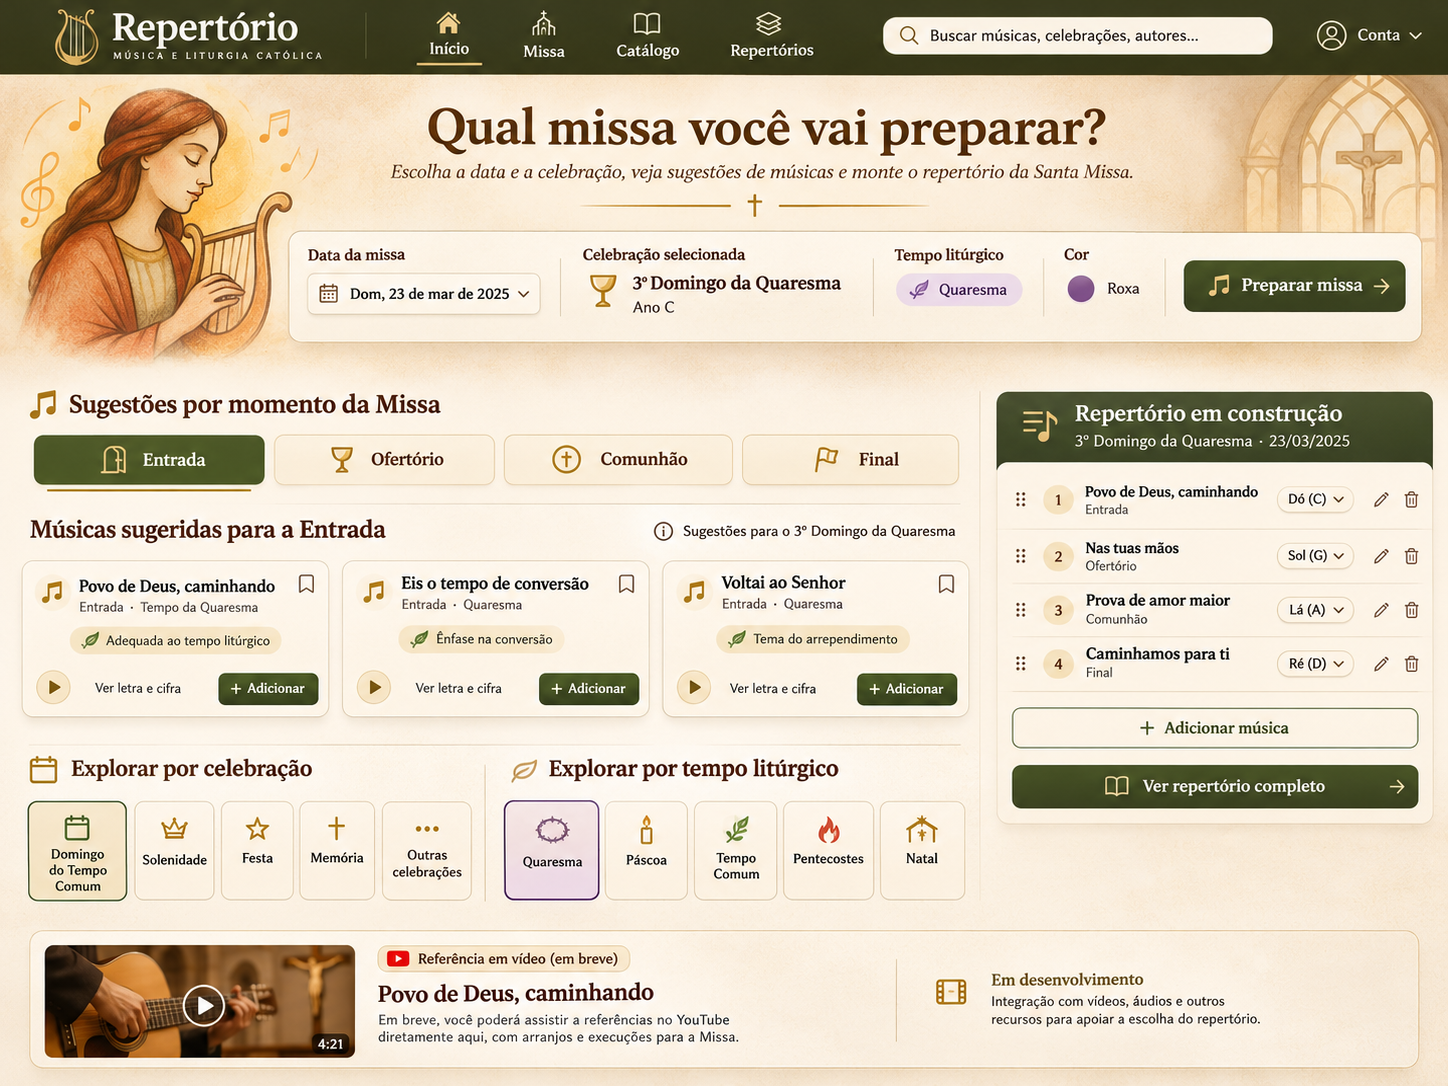 Repertório
MÚSICA E LITURGIA CATÓLICA
Início
Missa
Catálogo
Repertórios
Buscar músicas, celebrações, autores...
Conta
Qual missa você vai preparar?
Escolha a data e a celebração, veja sugestões de músicas e monte o repertório da Santa Missa.
Data da missa
Dom, 23 de mar de 2025
Celebração selecionada
3º Domingo da Quaresma
Ano C
Tempo litúrgico
Quaresma
Cor
Roxa
Preparar missa
Sugestões por momento da Missa
Entrada
Ofertório
Comunhão
Final
Músicas sugeridas para a Entrada
Sugestões para o 3º Domingo da Quaresma
Povo de Deus, caminhando
Entrada · Tempo da Quaresma
Adequada ao tempo litúrgico
Ver letra e cifra
+ Adicionar
Eis o tempo de conversão
Entrada · Quaresma
Ênfase na conversão
Ver letra e cifra
+ Adicionar
Voltai ao Senhor
Entrada · Quaresma
Tema do arrependimento
Ver letra e cifra
+ Adicionar
Explorar por celebração
Domingo
do Tempo
Comum
Solenidade
Festa
Memória
Outras
celebrações
Explorar por tempo litúrgico
Quaresma
Páscoa
Tempo
Comum
Pentecostes
Natal
Repertório em construção
3º Domingo da Quaresma · 23/03/2025
1
Povo de Deus, caminhando
Entrada
Dó (C)
2
Nas tuas mãos
Ofertório
Sol (G)
3
Prova de amor maior
Comunhão
Lá (A)
4
Caminhamos para ti
Final
Ré (D)
+ Adicionar música
Ver repertório completo
4:21
Referência em vídeo (em breve)
Povo de Deus, caminhando
Em breve, você poderá assistir a referências no YouTube
diretamente aqui, com arranjos e execuções para a Missa.
Em desenvolvimento
Integração com vídeos, áudios e outros
recursos para apoiar a escolha do repertório.